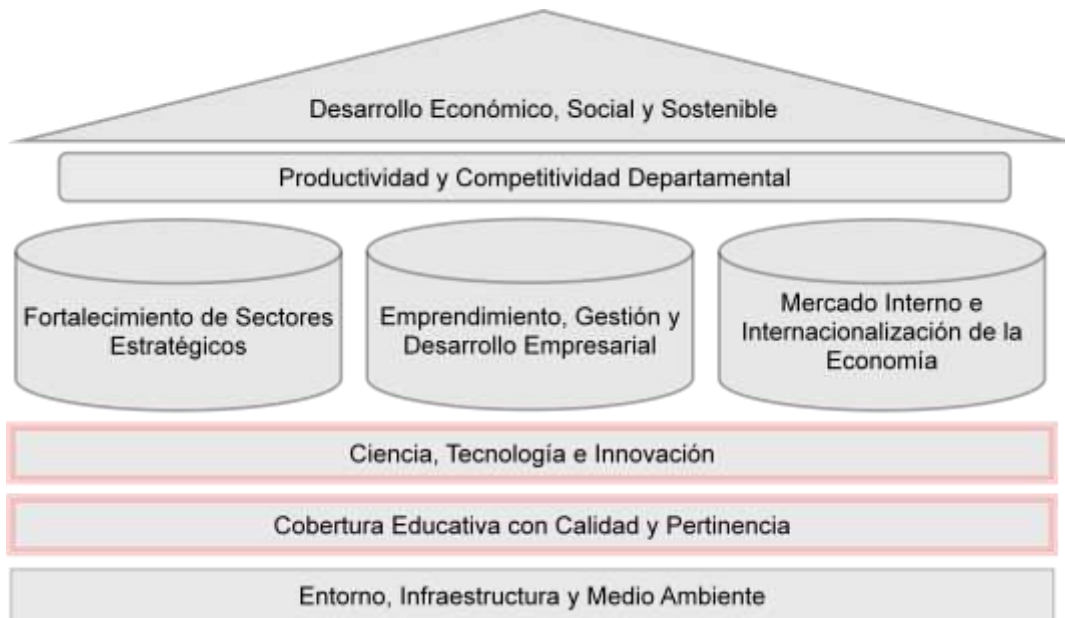 Desarrollo Económico, Social y Sostenible
Productividad y Competitividad Departamental
Fortalecimiento de Sectores
Estratégicos
Emprendimiento, Gestión y
Desarrollo Empresarial
Mercado Interno e
Internacionalización de la
Economía
Ciencia, Tecnología e Innovación
Cobertura Educativa con Calidad y Pertinencia
Entorno, Infraestructura y Medio Ambiente